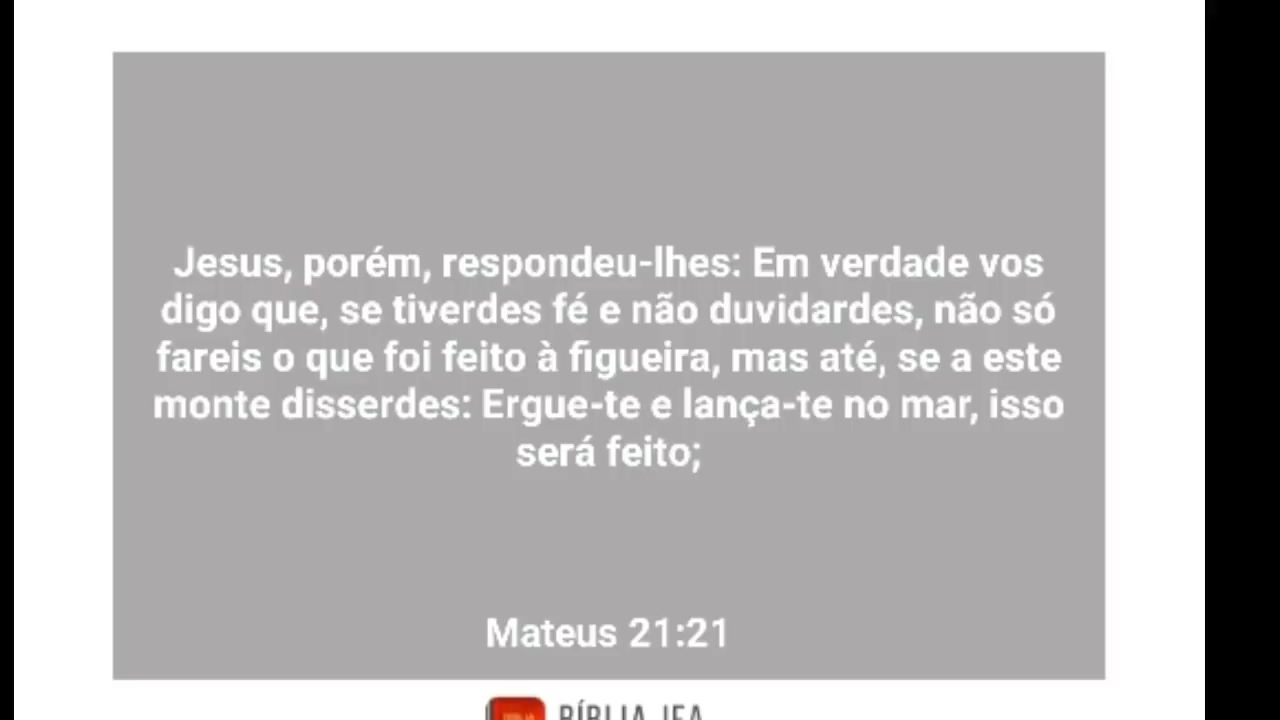 Jesus, porém, respondeu-lhes: Em verdade vos
digo que, se tiverdes fé e não duvidardes, não só
fareis o que foi feito à figueira, mas até, se a este
monte disserdes: Ergue-te e lança-te no mar, isso
será feito;
Mateus 21:21
BÍBLIA JFA